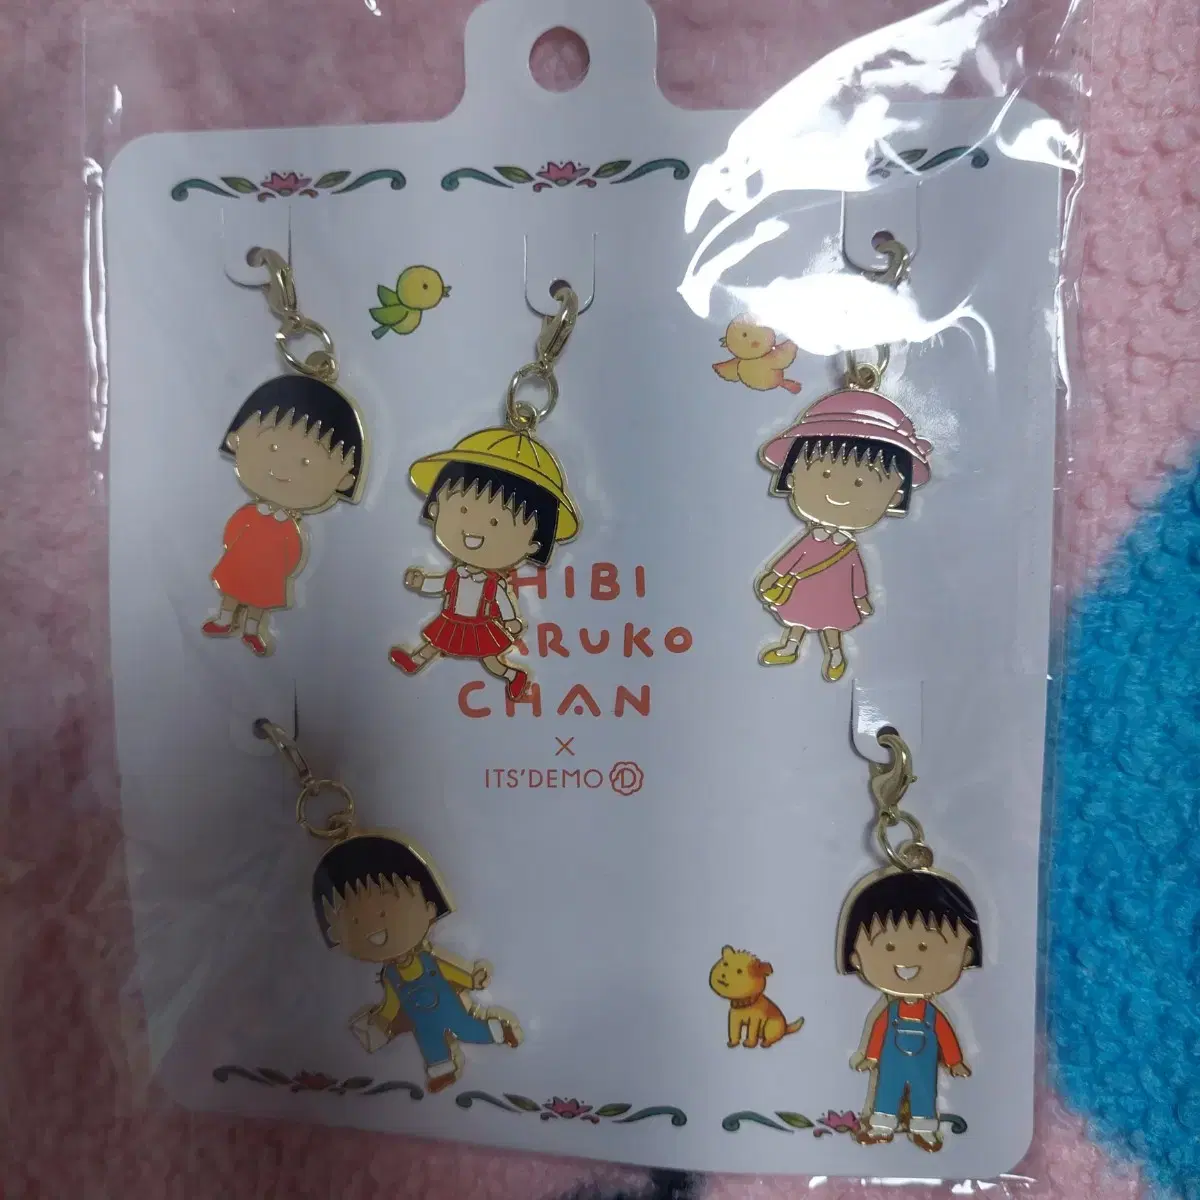 HIBI
ARUKO
CHAN
×
ITS'DEMO